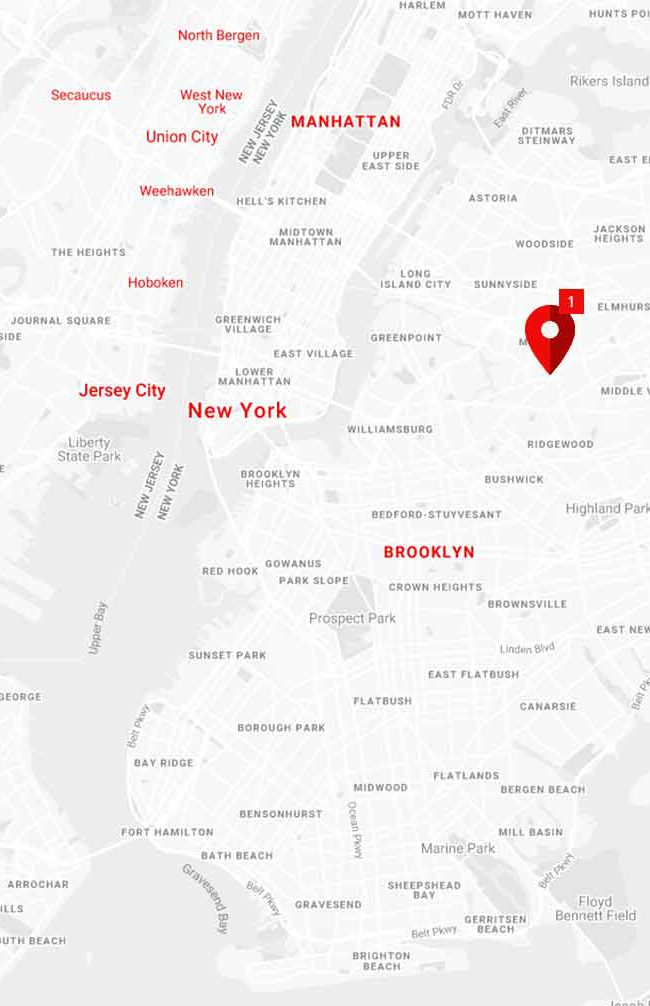 HARLEM
MOTT HAVEN
North Bergen
Rikers Island
Secaucus
West New
York
FDR Dr
East River
MANHATTAN
NEW JERSEY
NEW YORK
Union City
DITMARS
STEINWAY
UPPER
EAST SIDE
Weehawken
HELL'S KITCHEN
ASTORIA
MIDTOWN
MANHATTAN
JACKSON
HEIGHTS
WOODSIDE
THE HEIGHTS
LONG
ISLAND CITY
SUNNYSIDE
Hoboken
1
ELMHURS
JOURNAL SQUARE
SIDE
GREENWICH
VILLAGE
GREENPOINT
M
EAST VILLAGE
LOWER
MANHATTAN
Jersey City
MIDDLE
New York
WILLIAMSBURG
Liberty
State Park
RIDGEWOOD
NEW JERSEY
NEW YORK
BROOKLYN
HEIGHTS
BUSHWICK
BEDFORD-STUYVESANT
Highland Park
BROOKLYN
GOWANUS
RED HOOK
PARK SLOPE
CROWN HEIGHTS
BROWNSVILLE
Prospect Park
Upper Bay
EAST NEW
Linden Blvd
SUNSET PARK
EAST FLATBUSH
GEORGE
FLATBUSH
CANARSIE
Belt Pkwy
BOROUGH PARK
BAY RIDGE
FLATLANDS
MIDWOOD
BERGEN BEACH
BENSONHURST
Ocean Pkwy
FORT HAMILTON
MILL BASIN
Marine Park
BATH BEACH
Belt Pkwy
ARROCHAR
Gravesend Bay
Belt Pkwy
SHEEPSHEAD
BAY
GRAVESEND
Floyd
Bennett Field
ILLS
GERRITSEN
BEACH
Belt Pkwy
UTH BEACH
BRIGHTON
BEACH